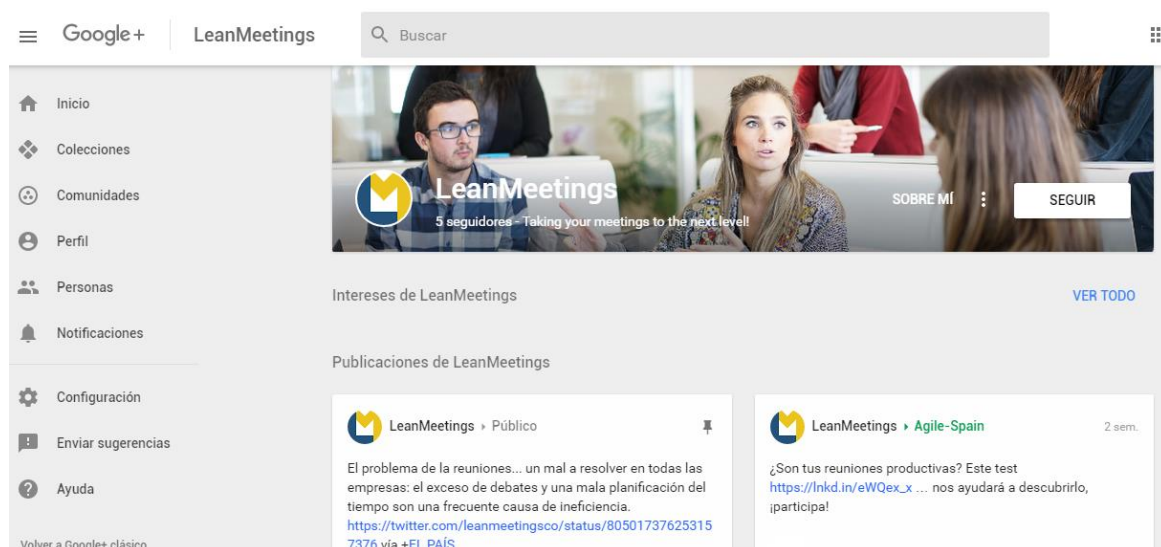 Google+
LeanMeetings
Buscar
Inicio
Colecciones
Comunidades
Perfil
Personas
Notificaciones
Configuración
Enviar sugerencias
Ayuda
Volver a Google+ clásico
LeanMeetings
5 seguidores - Taking your meetings to the next level!
SOBRE MÍ
SEGUIR
Intereses de LeanMeetings
VER TODO
Publicaciones de LeanMeetings
LeanMeetings Público
El problema de la reuniones... un mal a resolver en todas las
empresas: el exceso de debates y una mala planificación del
tiempo son una frecuente causa de ineficiencia.
https://twitter.com/leanmeetingsco/status/80501737625315
7376 vía +EL PAÍS
LeanMeetings Agile-Spain
2 sem.
¿Son tus reuniones productivas? Este test
https://lnkd.in/eWQex_x … nos ayudará a descubrirlo,
¡participa!